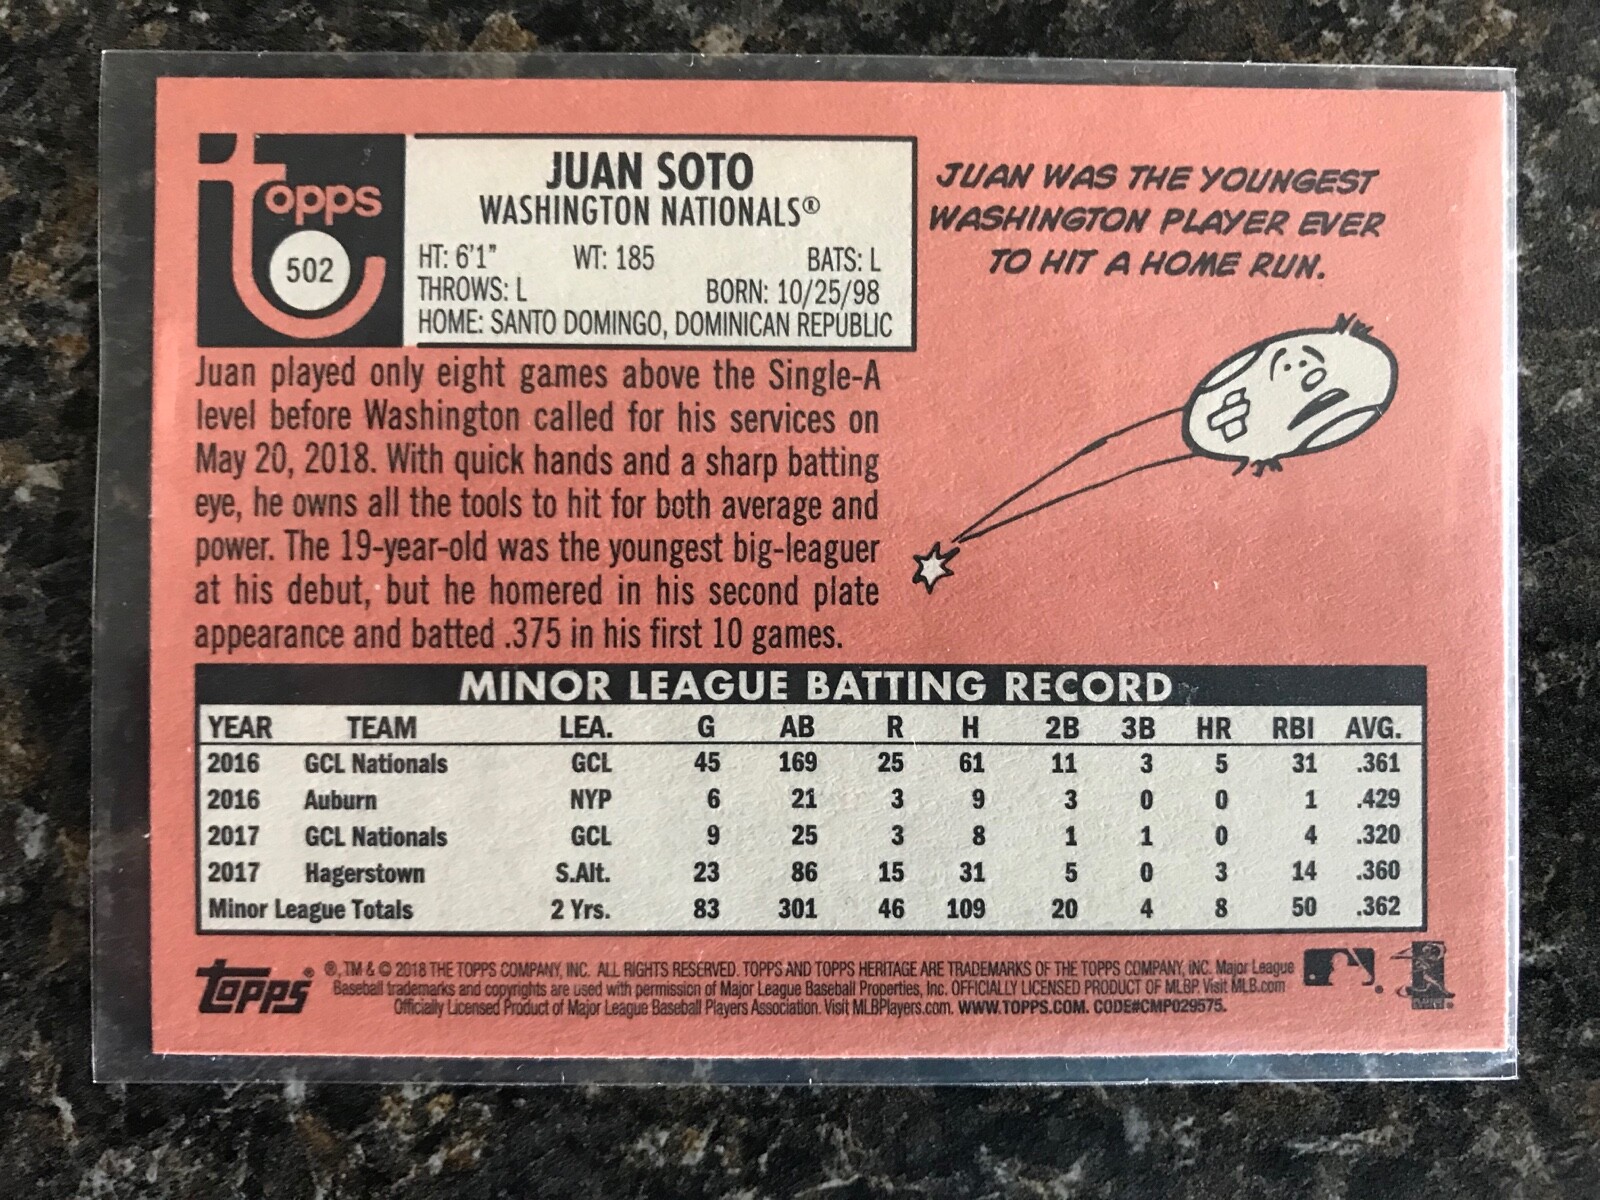 topps
502
JUAN SOTO
WASHINGTON NATIONALS®
HT: 6'1" WT: 185 BATS: L
THROWS: L BORN: 10/25/98
HOME: SANTO DOMINGO, DOMINICAN REPUBLIC
JUAN WAS THE YOUNGEST
WASHINGTON PLAYER EVER
TO HIT A HOME RUN.
Juan played only eight games above the Single-A
level before Washington called for his services on
May 20, 2018. With quick hands and a sharp batting
eye, he owns all the tools to hit for both average and
power. The 19-year-old was the youngest big-leaguer
at his debut, but he homered in his second plate
appearance and batted .375 in his first 10 games.
MINOR LEAGUE BATTING RECORD
YEAR TEAM LEA. G AB R H 2B 3B HR RBI AVG.
2016 GCL Nationals GCL 45 169 25 61 11 3 5 31 .361
2016 Auburn NYP 6 21 3 9 3 0 0 1 .429
2017 GCL Nationals GCL 9 25 3 8 1 1 0 4 .320
2017 Hagerstown S.Alt. 23 86 15 31 5 0 3 14 .360
Minor League Totals 2 Yrs. 83 301 46 109 20 4 8 50 .362
topps® ®, TM & © 2018 THE TOPPS COMPANY, INC. ALL RIGHTS RESERVED. TOPPS AND TOPPS HERITAGE ARE TRADEMARKS OF THE TOPPS COMPANY, INC. Major League
Baseball trademarks and copyrights are used with permission of Major League Baseball Properties, Inc. OFFICIALLY LICENSED PRODUCT OF MLBP. Visit MLB.com
Officially Licensed Product of Major League Baseball Players Association. Visit MLBPlayers.com. WWW.TOPPS.COM. CODE#CMP029575.